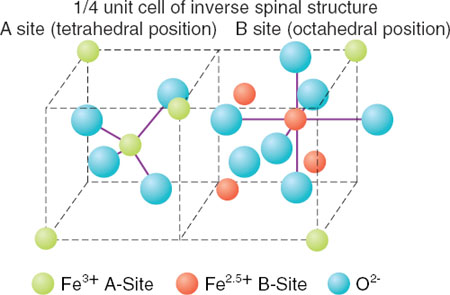 1/4 unit cell of inverse spinal structure
A site (tetrahedral position) B site (octahedral position)
Fe3+ A-Site Fe2.5+ B-Site O2-